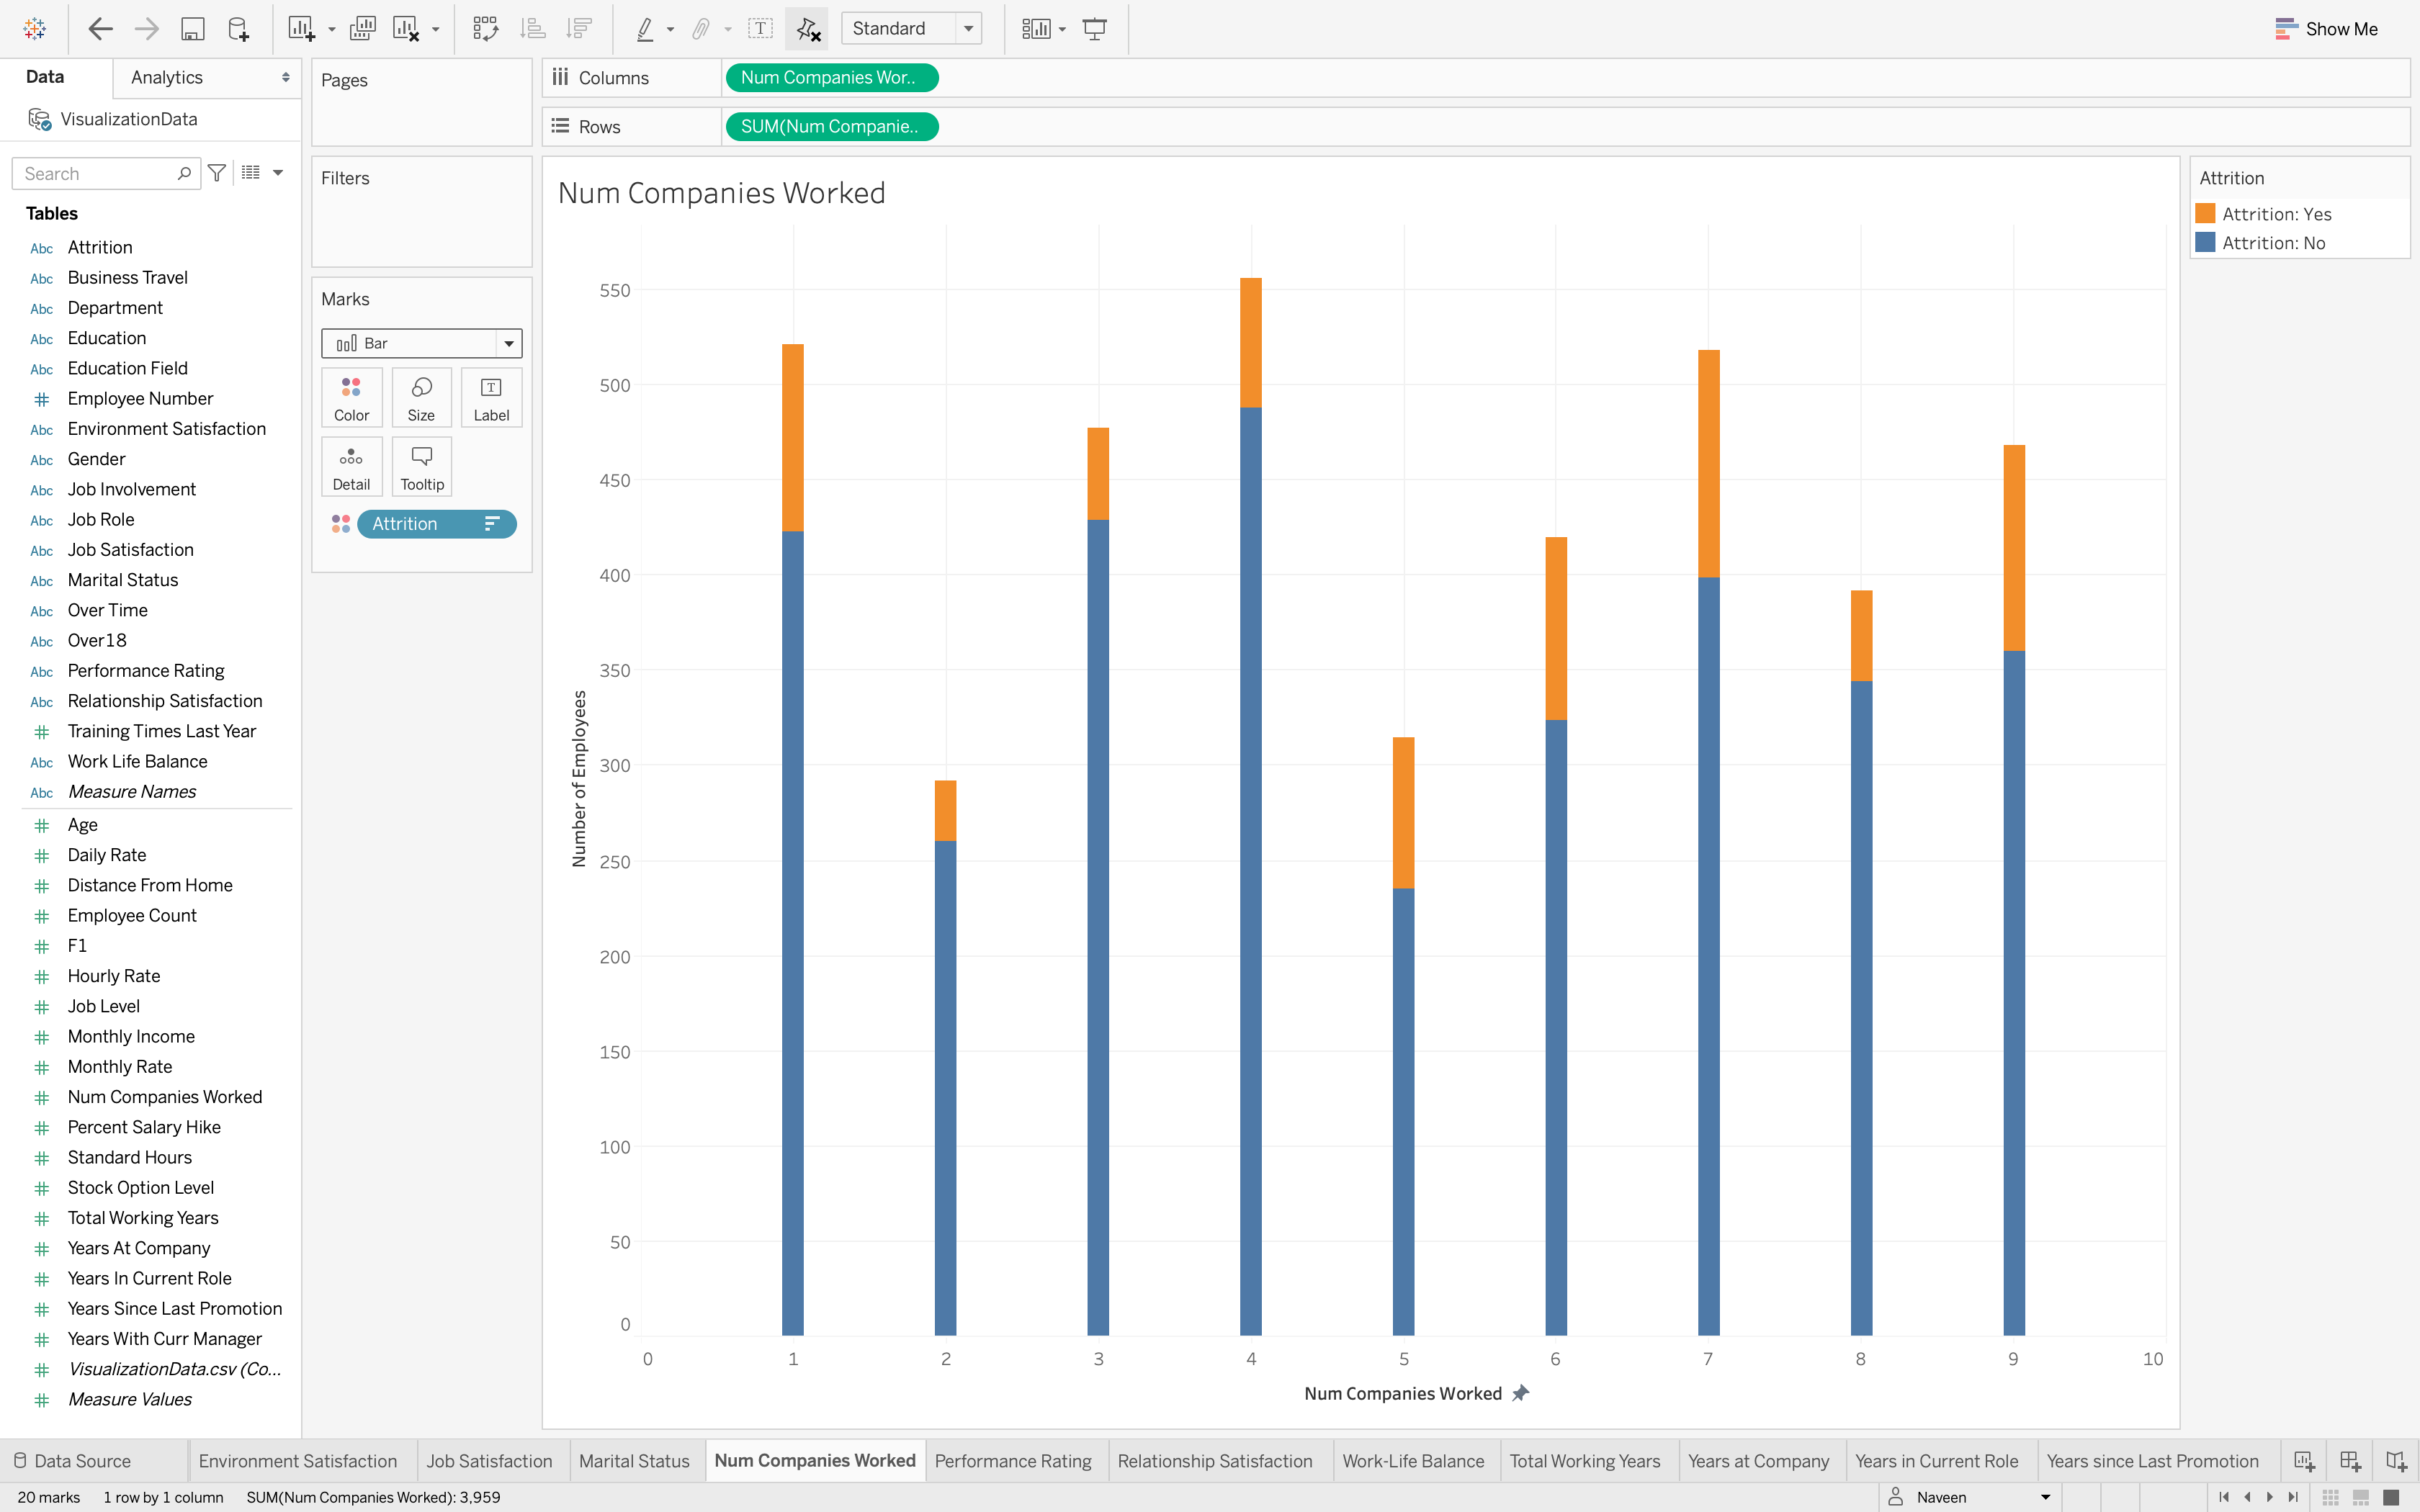 Standard
Show Me
Data
Analytics
VisualizationData
Search
Tables
Abc Attrition
Abc Business Travel
Abc Department
Abc Education
Abc Education Field
# Employee Number
Abc Environment Satisfaction
Abc Gender
Abc Job Involvement
Abc Job Role
Abc Job Satisfaction
Abc Marital Status
Abc Over Time
Abc Over18
Abc Performance Rating
Abc Relationship Satisfaction
# Training Times Last Year
Abc Work Life Balance
Abc Measure Names
# Age
# Daily Rate
# Distance From Home
# Employee Count
# F1
# Hourly Rate
# Job Level
# Monthly Income
# Monthly Rate
# Num Companies Worked
# Percent Salary Hike
# Standard Hours
# Stock Option Level
# Total Working Years
# Years At Company
# Years In Current Role
# Years Since Last Promotion
# Years With Curr Manager
# VisualizationData.csv (Co...
# Measure Values
Pages
Filters
Marks
Bar
Color
Size
T
Label
Detail
Tooltip
Attrition
Columns
Num Companies Wor..
Rows
SUM(Num Companie..
Num Companies Worked
Number of Employees
550
500
450
400
350
300
250
200
150
100
50
0
0 1 2 3 4 5 6 7 8 9 10
Num Companies Worked
Attrition
Attrition: Yes
Attrition: No
Data Source
Environment Satisfaction
Job Satisfaction
Marital Status
Num Companies Worked
Performance Rating
Relationship Satisfaction
Work-Life Balance
Total Working Years
Years at Company
Years in Current Role
Years since Last Promotion
20 marks
1 row by 1 column
SUM(Num Companies Worked): 3,959
Naveen